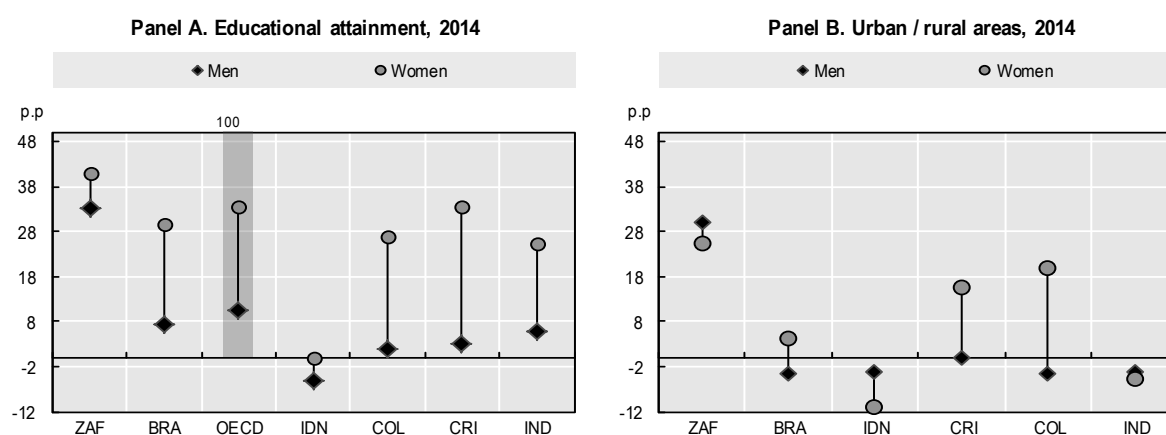 Panel A. Educational attainment, 2014
Men
Women
p.p
100
48
38
28
18
8
-2
-12
ZAF BRA OECD IDN COL CRI IND
Panel B. Urban / rural areas, 2014
Men
Women
p.p
48
38
28
18
8
-2
-12
ZAF BRA IDN CRI COL IND